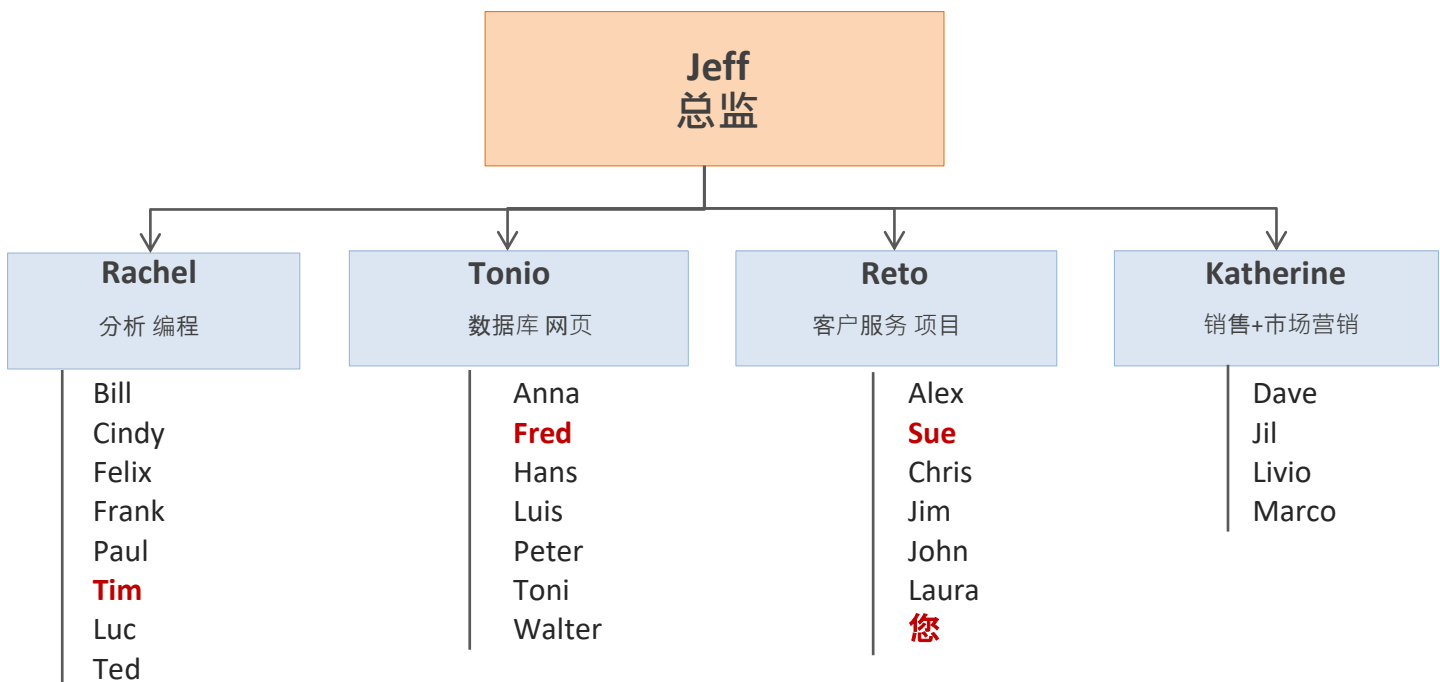 Jeff
总监
Rachel
分析 编程
Bill
Cindy
Felix
Frank
Paul
Tim
Luc
Ted
Tonio
数据库 网页
Anna
Fred
Hans
Luis
Peter
Toni
Walter
Reto
客户服务 项目
Alex
Sue
Chris
Jim
John
Laura
您
Katherine
销售+市场营销
Dave
Jil
Livio
Marco